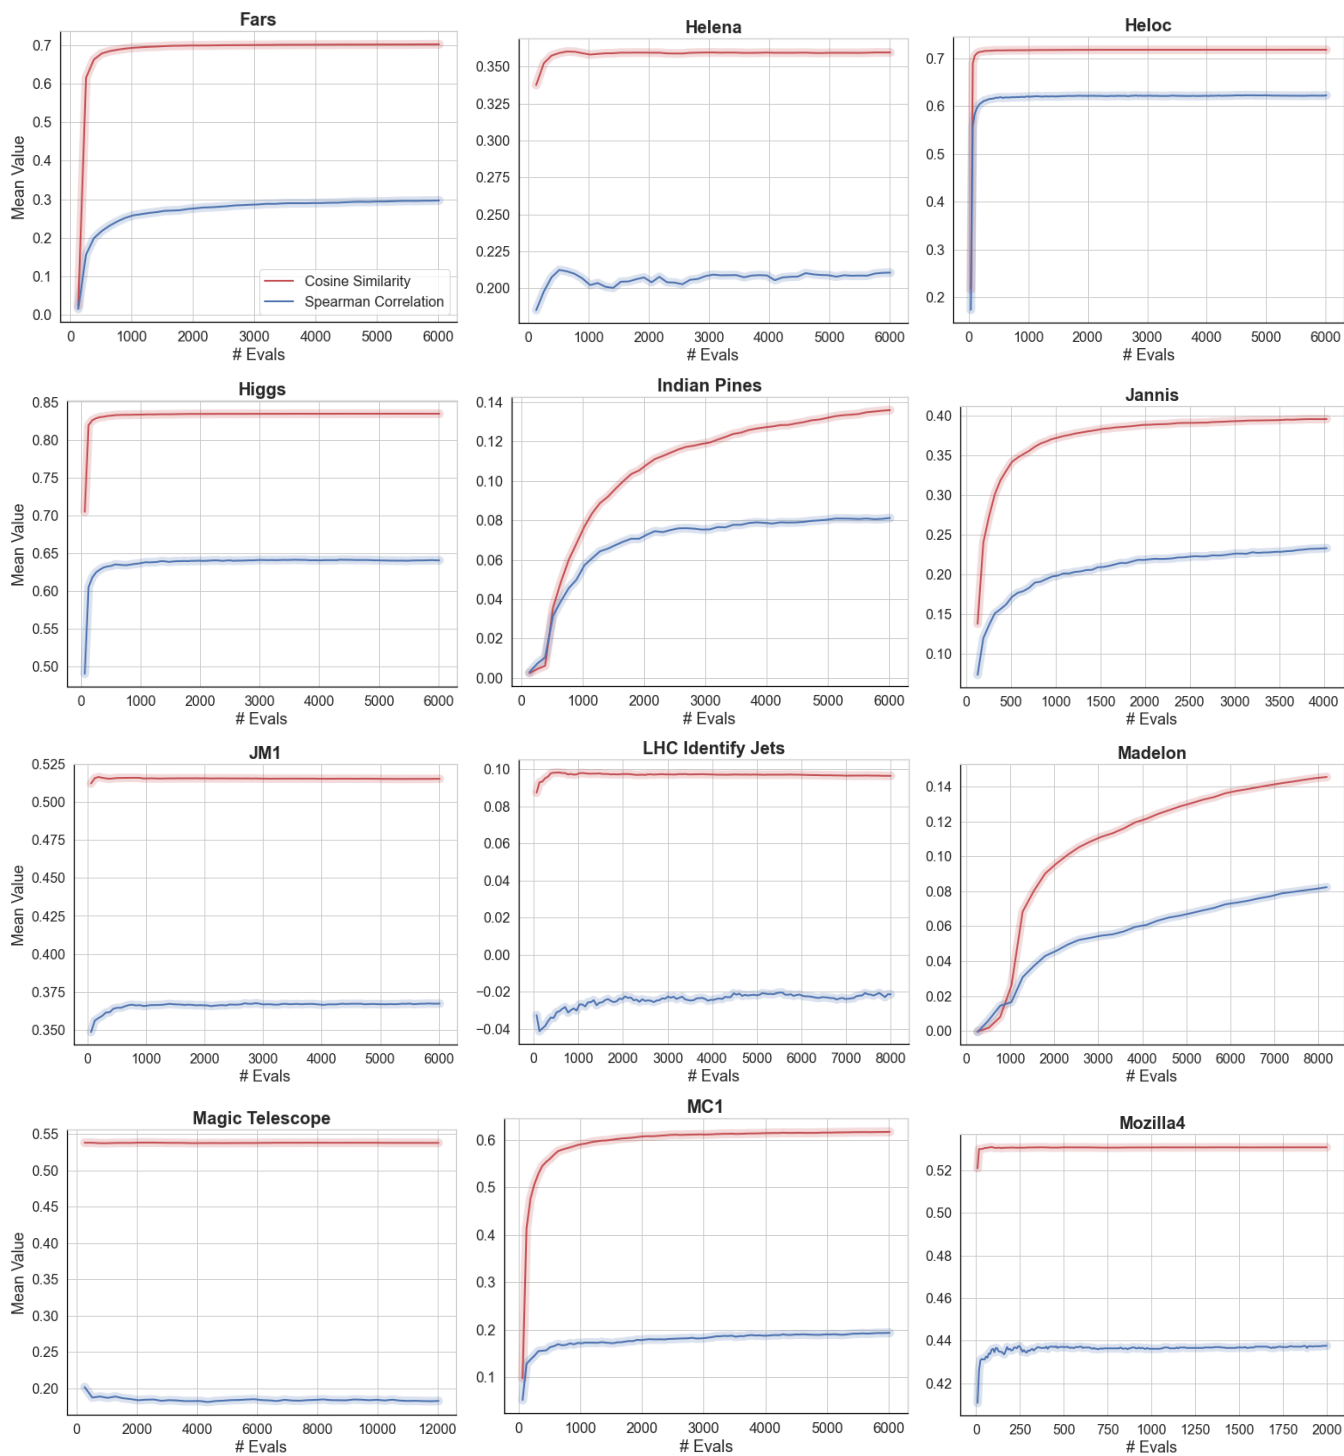 Fars
Mean Value
0.7
0.6
0.5
0.4
0.3
0.2
0.1
0.0
Cosine Similarity
Spearman Correlation
0 1000 2000 3000 4000 5000 6000
# Evals
Helena
0.350
0.325
0.300
0.275
0.250
0.225
0.200
0 1000 2000 3000 4000 5000 6000
# Evals
Heloc
0.7
0.6
0.5
0.4
0.3
0.2
0 1000 2000 3000 4000 5000 6000
# Evals
Higgs
Mean Value
0.85
0.80
0.75
0.70
0.65
0.60
0.55
0.50
0 1000 2000 3000 4000 5000 6000
# Evals
Indian Pines
0.14
0.12
0.10
0.08
0.06
0.04
0.02
0.00
0 1000 2000 3000 4000 5000 6000
# Evals
Jannis
0.40
0.35
0.30
0.25
0.20
0.15
0.10
0 500 1000 1500 2000 2500 3000 3500 4000
# Evals
JM1
Mean Value
0.525
0.500
0.475
0.450
0.425
0.400
0.375
0.350
0 1000 2000 3000 4000 5000 6000
# Evals
LHC Identify Jets
0.10
0.08
0.06
0.04
0.02
0.00
−0.02
−0.04
0 1000 2000 3000 4000 5000 6000 7000 8000
# Evals
Madelon
0.14
0.12
0.10
0.08
0.06
0.04
0.02
0.00
0 1000 2000 3000 4000 5000 6000 7000 8000
# Evals
Magic Telescope
Mean Value
0.55
0.50
0.45
0.40
0.35
0.30
0.25
0.20
0 2000 4000 6000 8000 10000 12000
# Evals
MC1
0.6
0.5
0.4
0.3
0.2
0.1
0 1000 2000 3000 4000 5000 6000
# Evals
Mozilla4
0.52
0.50
0.48
0.46
0.44
0.42
0 250 500 750 1000 1250 1500 1750 2000
# Evals